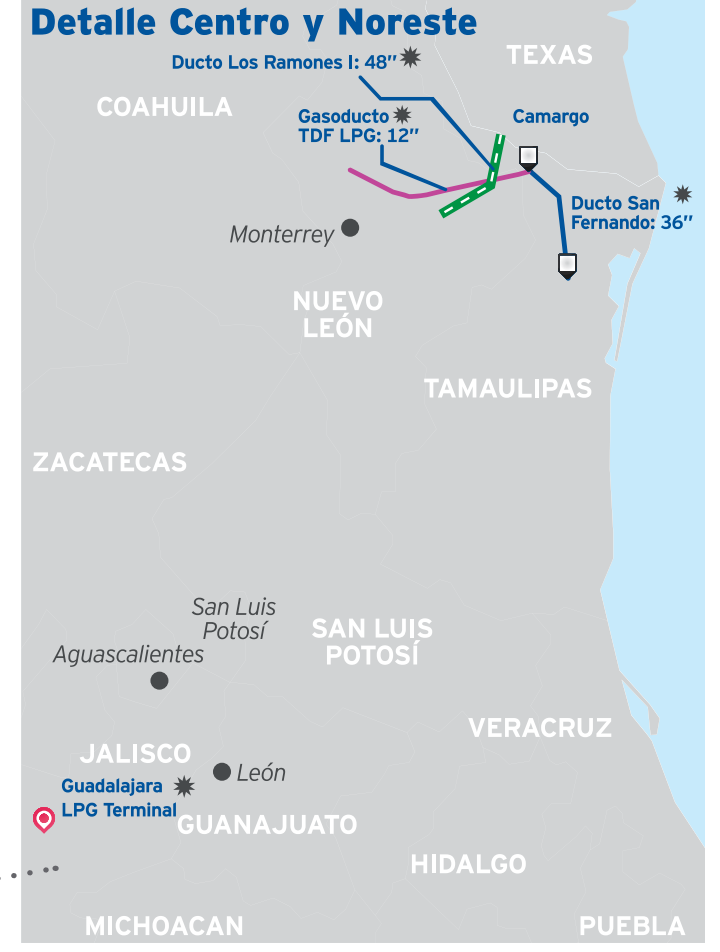 Detalle Centro y Noreste
TEXAS
Ducto Los Ramones I: 48”
COAHUILA
Gasoducto
TDF LPG: 12”
Camargo
Ducto San
Fernando: 36”
Monterrey
NUEVO
LEÓN
TAMAULIPAS
ZACATECAS
San Luis
Potosí
SAN LUIS
POTOSÍ
Aguascalientes
VERACRUZ
JALISCO
León
Guadalajara
LPG Terminal
GUANAJUATO
HIDALGO
MICHOACAN
PUEBLA